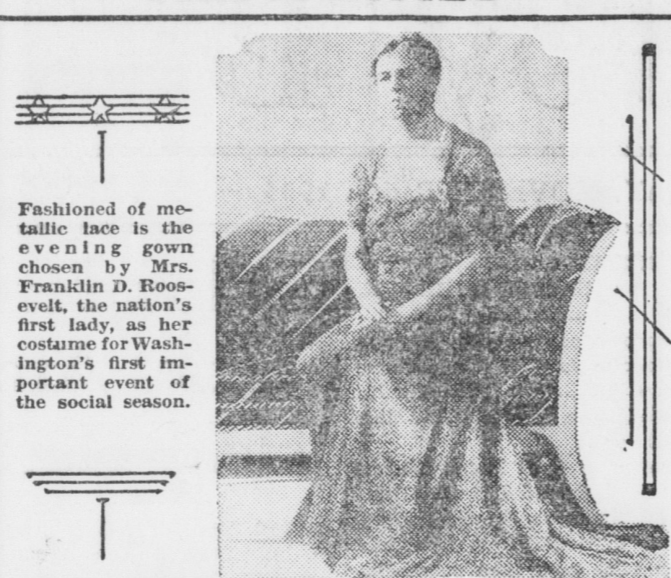 Fashioned of me-
tallic lace is the
evening gown
chosen by Mrs.
Franklin D. Roos-
evelt, the nation's
first lady, as her
costume for Wash-
ington's first im-
portant event of
the social season.